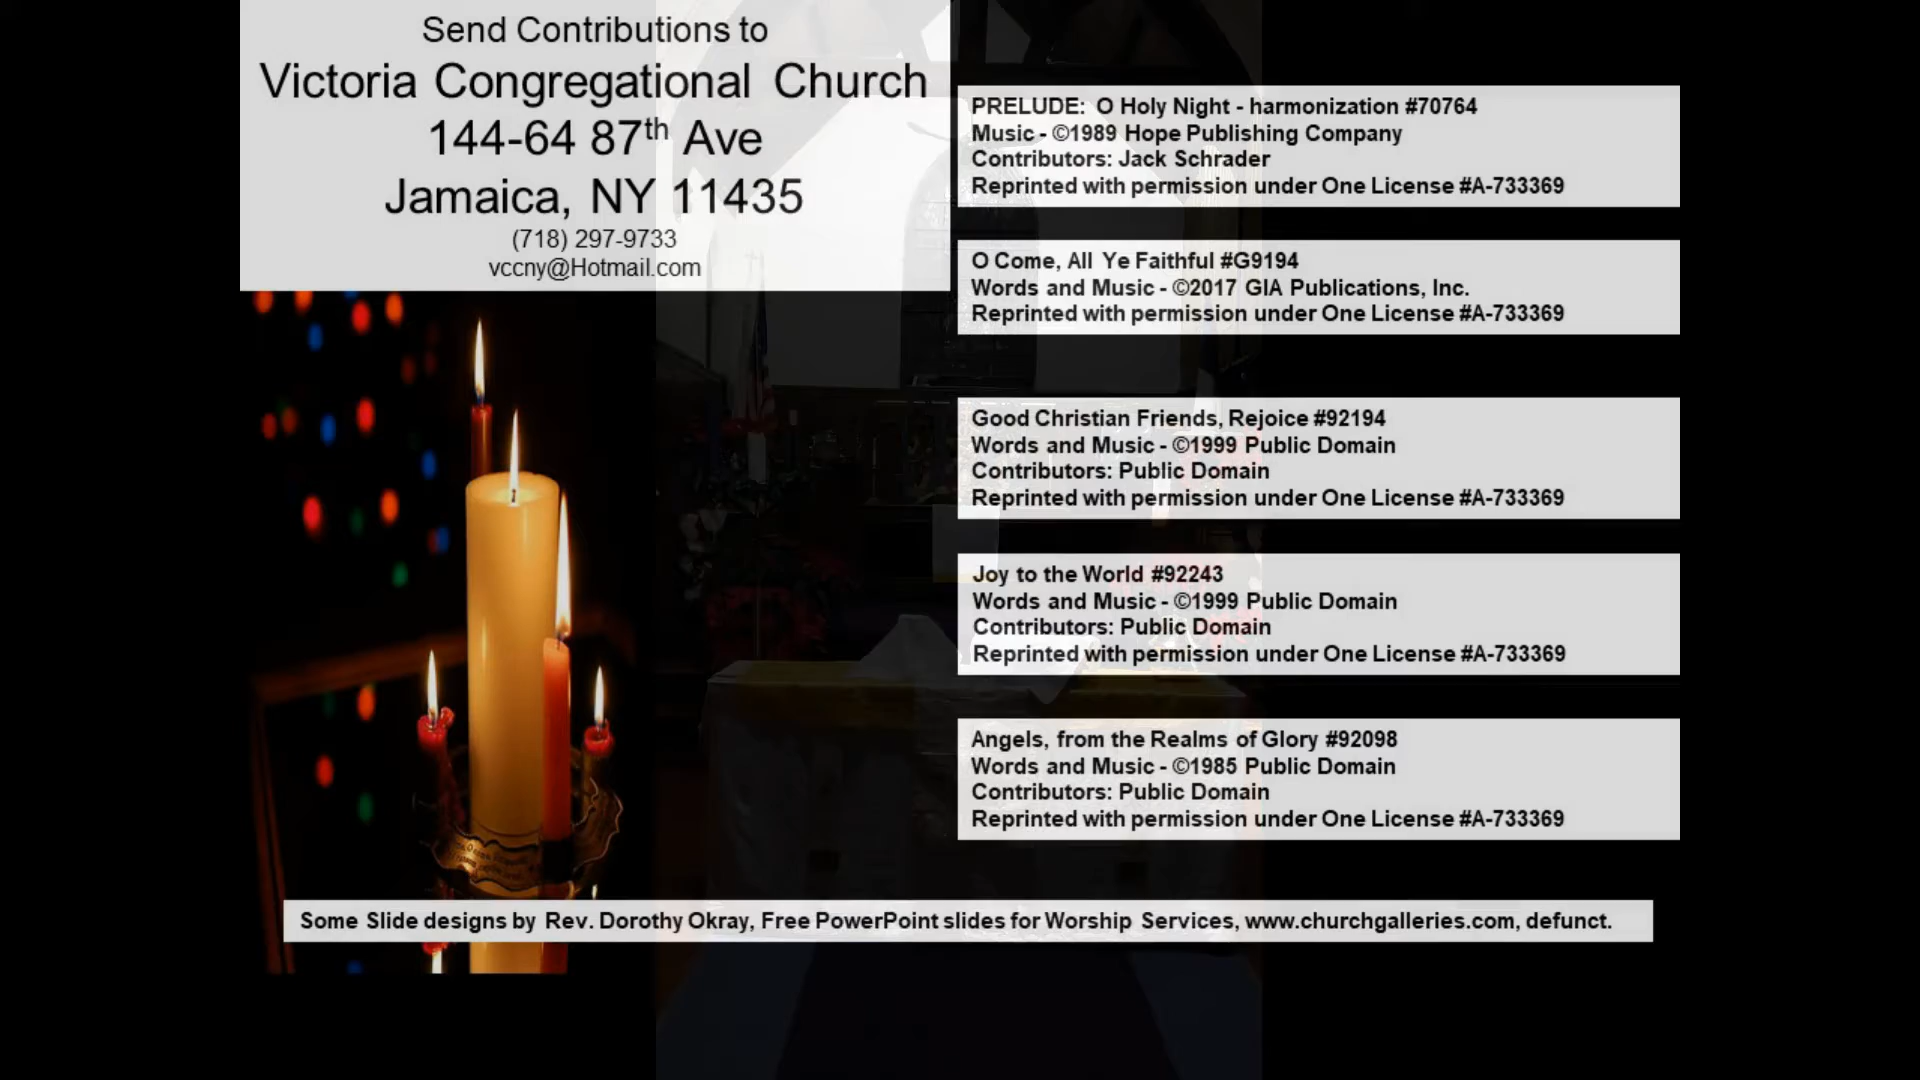 Send Contributions to
Victoria Congregational Church
144-64 87th Ave
Jamaica, NY 11435
(718) 297-9733
vccny@Hotmail.com
PRELUDE: O Holy Night - harmonization #70764
Music - ©1989 Hope Publishing Company
Contributors: Jack Schrader
Reprinted with permission under One License #A-733369
O Come, All Ye Faithful #G9194
Words and Music - ©2017 GIA Publications, Inc.
Reprinted with permission under One License #A-733369
Good Christian Friends, Rejoice #92194
Words and Music - ©1999 Public Domain
Contributors: Public Domain
Reprinted with permission under One License #A-733369
Joy to the World #92243
Words and Music - ©1999 Public Domain
Contributors: Public Domain
Reprinted with permission under One License #A-733369
Angels, from the Realms of Glory #92098
Words and Music - ©1985 Public Domain
Contributors: Public Domain
Reprinted with permission under One License #A-733369
Some Slide designs by Rev. Dorothy Okray, Free PowerPoint slides for Worship Services, www.churchgalleries.com, defunct.